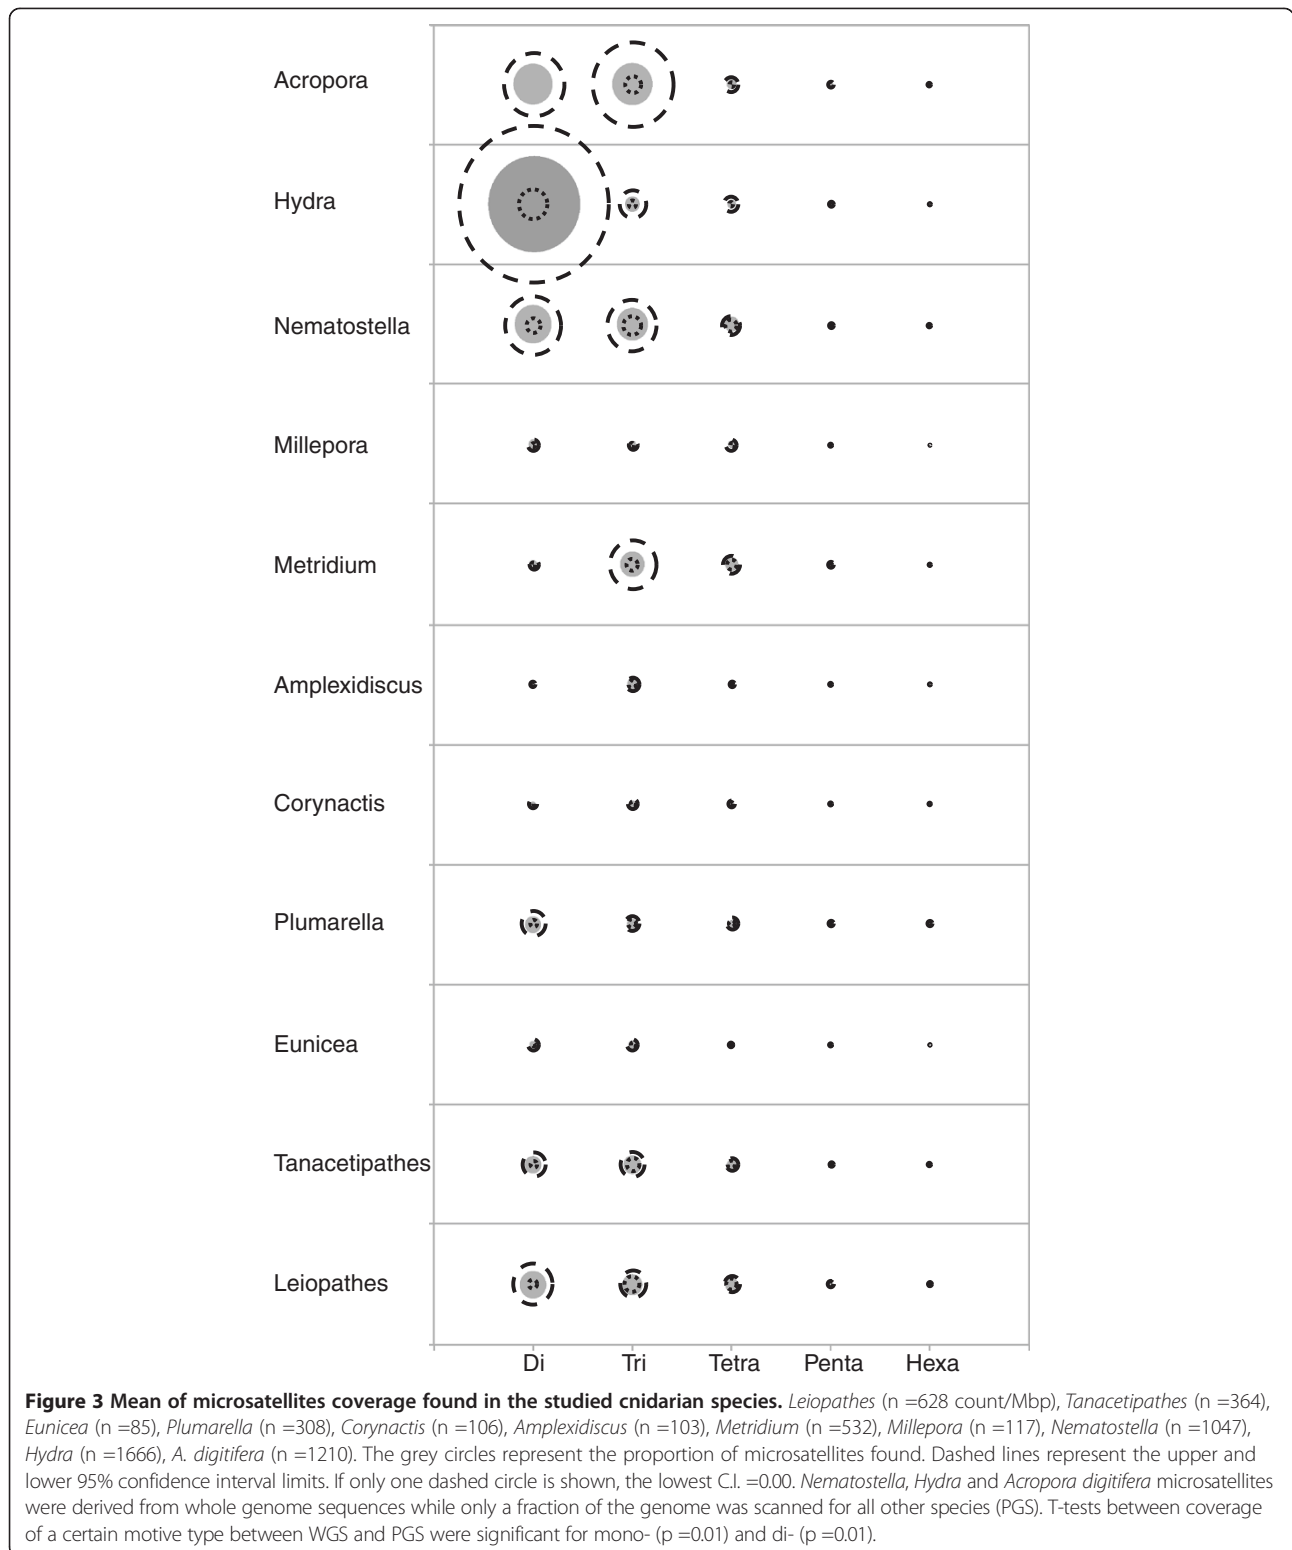 Acropora
Hydra
Nematostella
Millepora
Metridium
Amplexidiscus
Corynactis
Plumarella
Eunicea
Tanacetipathes
Leiopathes
Di Tri Tetra Penta Hexa
Figure 3 Mean of microsatellites coverage found in the studied cnidarian species. Leiopathes (n =628 count/Mbp), Tanacetipathes (n =364),
Eunicea (n =85), Plumarella (n =308), Corynactis (n =106), Amplexidiscus (n =103), Metridium (n =532), Millepora (n =117), Nematostella (n =1047),
Hydra (n =1666), A. digitifera (n =1210). The grey circles represent the proportion of microsatellites found. Dashed lines represent the upper and
lower 95% confidence interval limits. If only one dashed circle is shown, the lowest C.I. =0.00. Nematostella, Hydra and Acropora digitifera microsatellites
were derived from whole genome sequences while only a fraction of the genome was scanned for all other species (PGS). T-tests between coverage
of a certain motive type between WGS and PGS were significant for mono- (p =0.01) and di- (p =0.01).